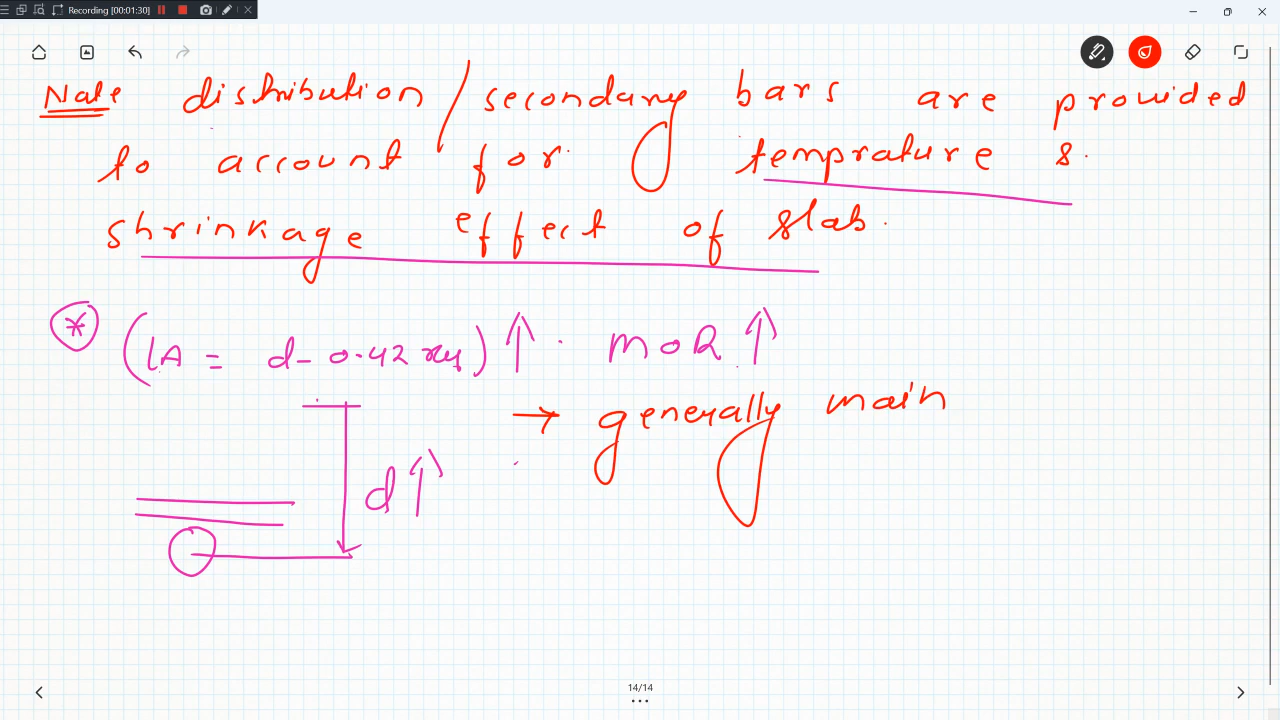 Recording [00:01:30]
Note distribution / secondary bars are provided
to account for temprature &
shrinkage effect of slab.
* (LA = d - 0.42 xu) ↑ . MOR ↑
→ generally main
d↑
14/14